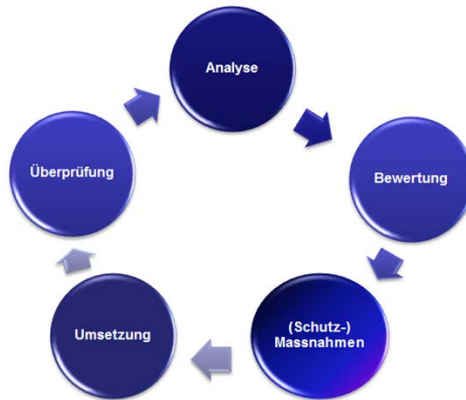 Analyse
Bewertung
(Schutz-)
Massnahmen
Umsetzung
Überprüfung